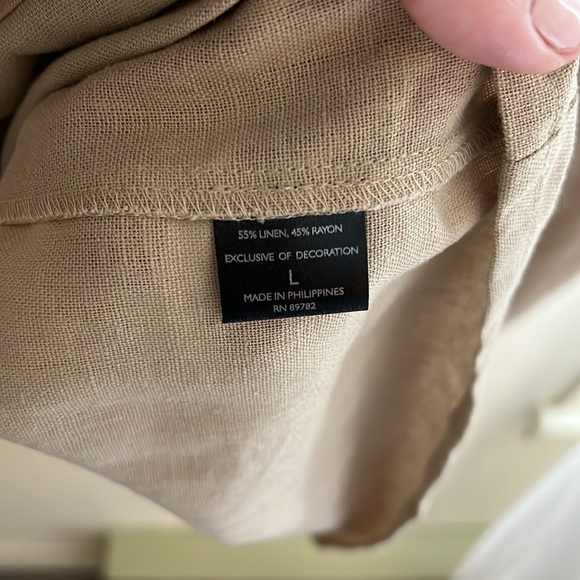 55% LINEN, 45% RAYON
EXCLUSIVE OF DECORATION
L
MADE IN PHILIPPINES
RN 89782